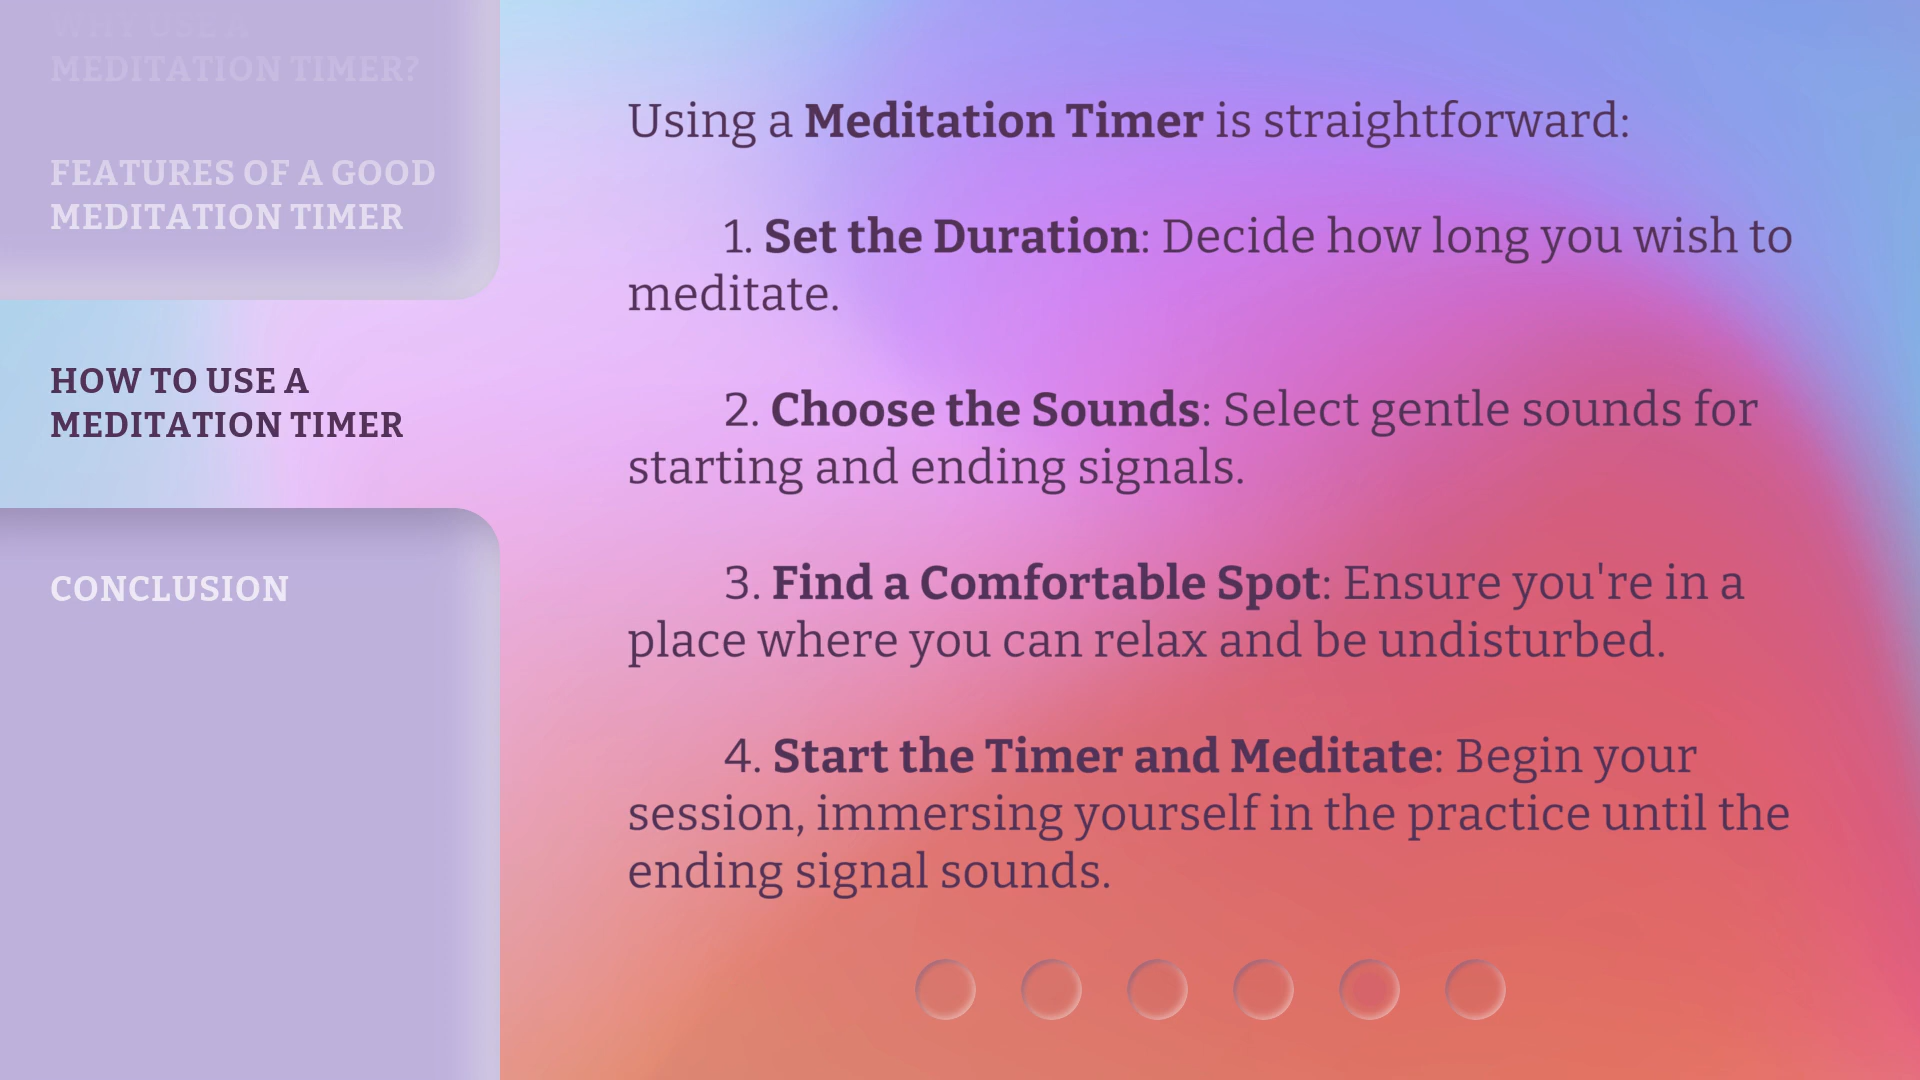 WHY USE A
MEDITATION TIMER?
FEATURES OF A GOOD
MEDITATION TIMER
HOW TO USE A
MEDITATION TIMER
CONCLUSION
Using a Meditation Timer is straightforward:
1. Set the Duration: Decide how long you wish to
meditate.
2. Choose the Sounds: Select gentle sounds for
starting and ending signals.
3. Find a Comfortable Spot: Ensure you're in a
place where you can relax and be undisturbed.
4. Start the Timer and Meditate: Begin your
session, immersing yourself in the practice until the
ending signal sounds.